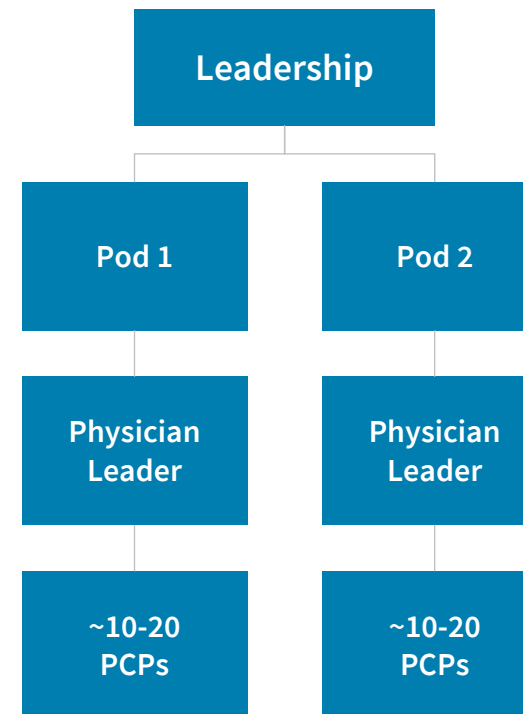 Leadership
Pod 1
Pod 2
Physician
Leader
Physician
Leader
~10-20
PCPs
~10-20
PCPs